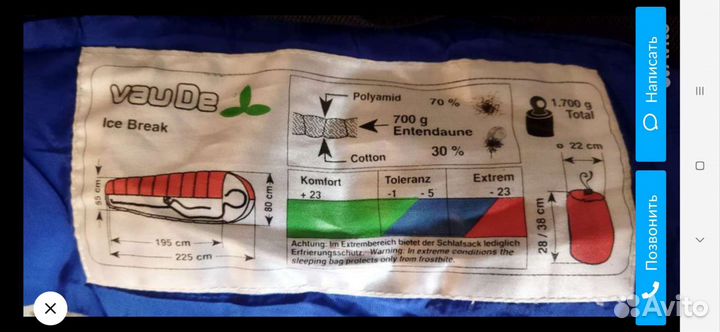 vauDe
Ice Break
Polyamid 70 %
700 g
Entendaune
Cotton 30 %
1.700 g
Total
ø 22 cm
28 / 38 cm
55 cm
80 cm
195 cm
225 cm
Komfort Toleranz Extrem
+ 23 -1 - 5 - 23
Achtung: Im Extrembereich bietet der Schlafsack lediglich
Erfrierungsschutz. Warning: In extreme conditions the
sleeping bag protects only from frostbite.
Написать
Позвонить
Avito